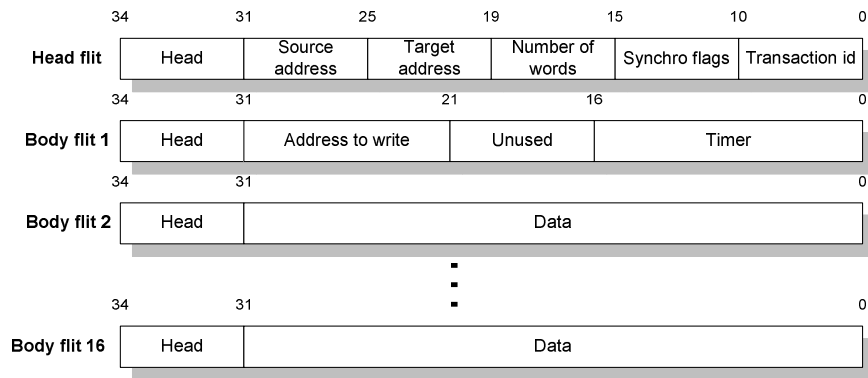 34 31 25 19 15 10 0
Head flit Head Source address Target address Number of words Synchro flags Transaction id
34 31 21 16 0
Body flit 1 Head Address to write Unused Timer
34 31 0
Body flit 2 Head Data
34 31 0
Body flit 16 Head Data